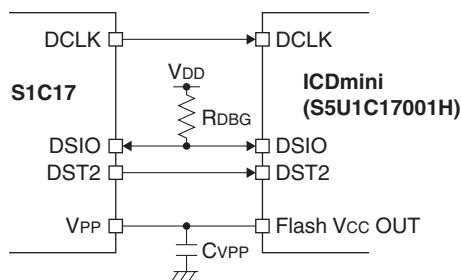 DCLK
DCLK
VDD
S1C17
ICDmini
(S5U1C17001H)
RDBG
DSIO
DSIO
DST2
DST2
VPP
Flash VCC OUT
CVPP